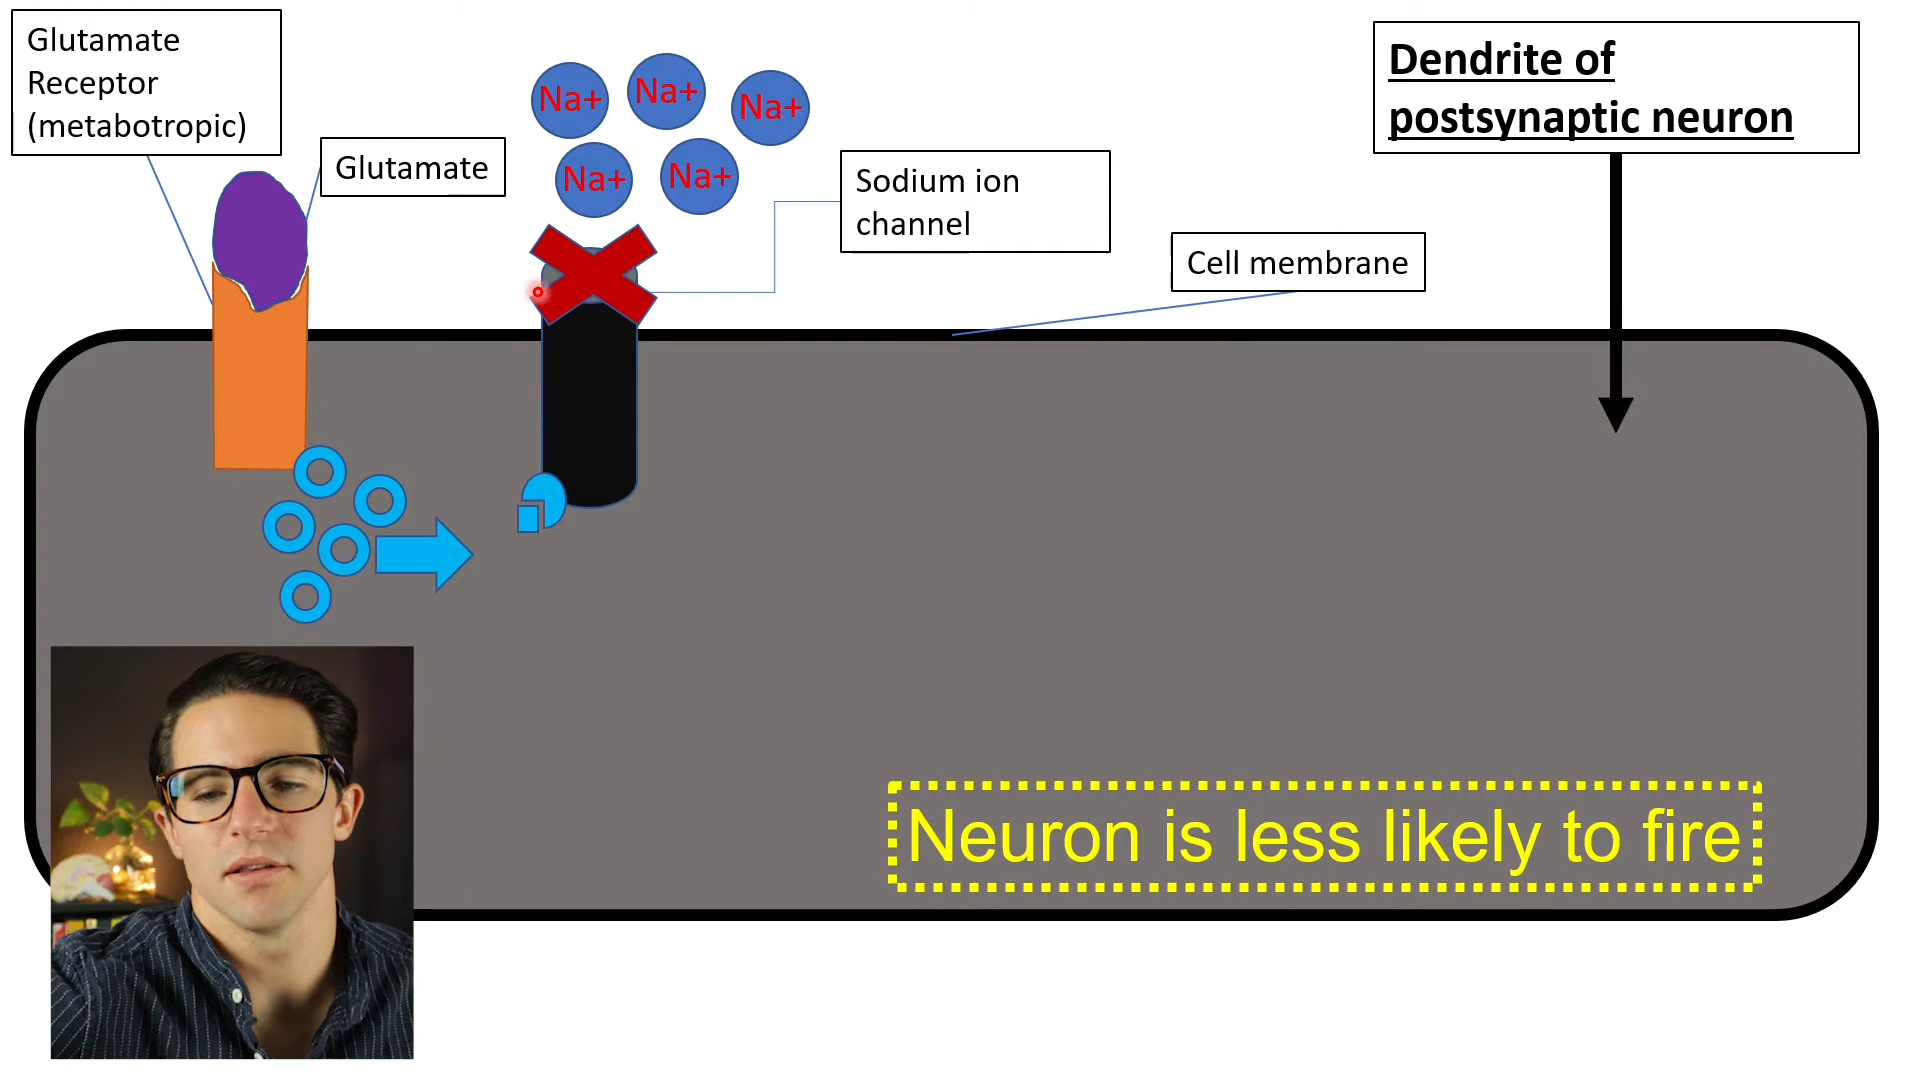 Glutamate
Receptor
(metabotropic)
Glutamate
Na+
Na+
Na+
Na+
Na+
Sodium ion
channel
Cell membrane
Dendrite of
postsynaptic neuron
Neuron is less likely to fire